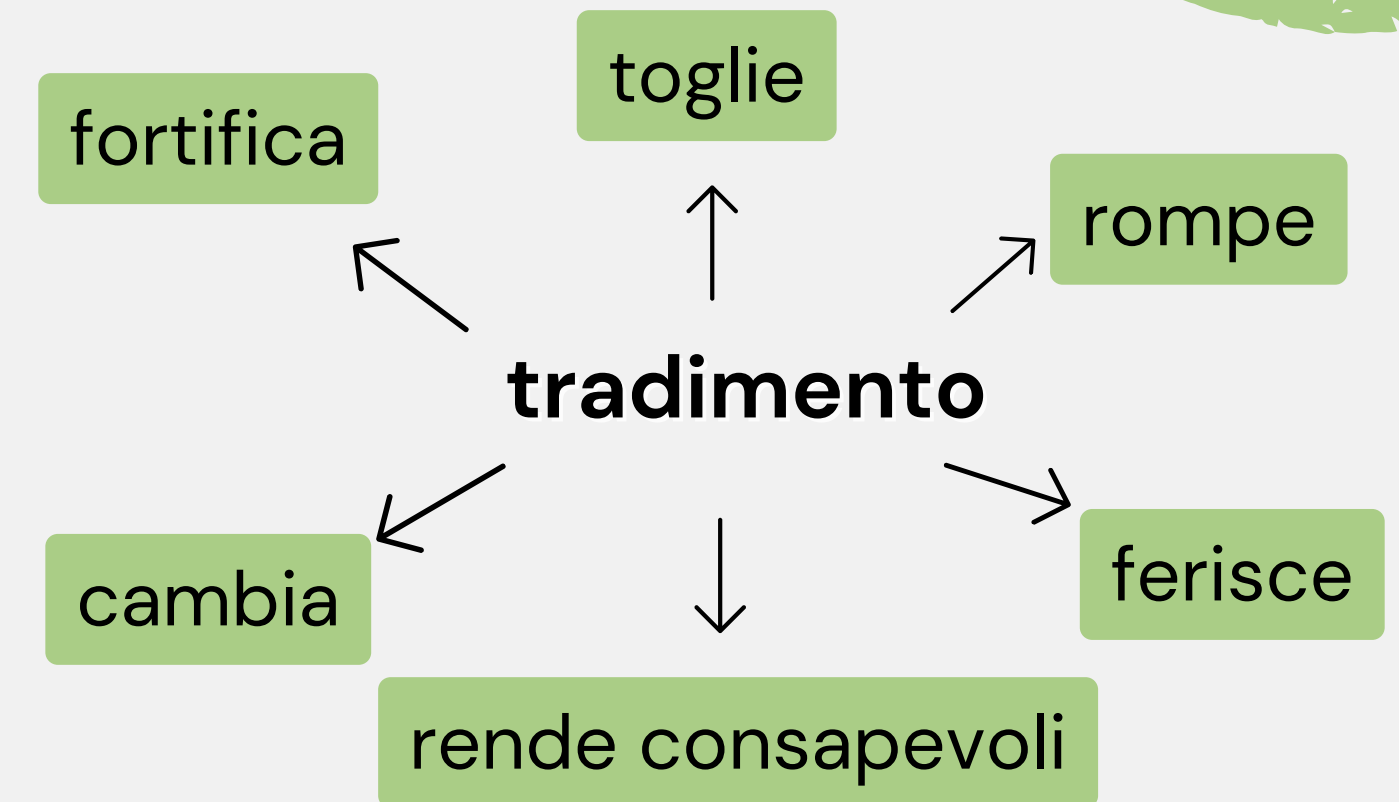 toglie
fortifica
rompe
tradimento
ferisce
cambia
rende consapevoli